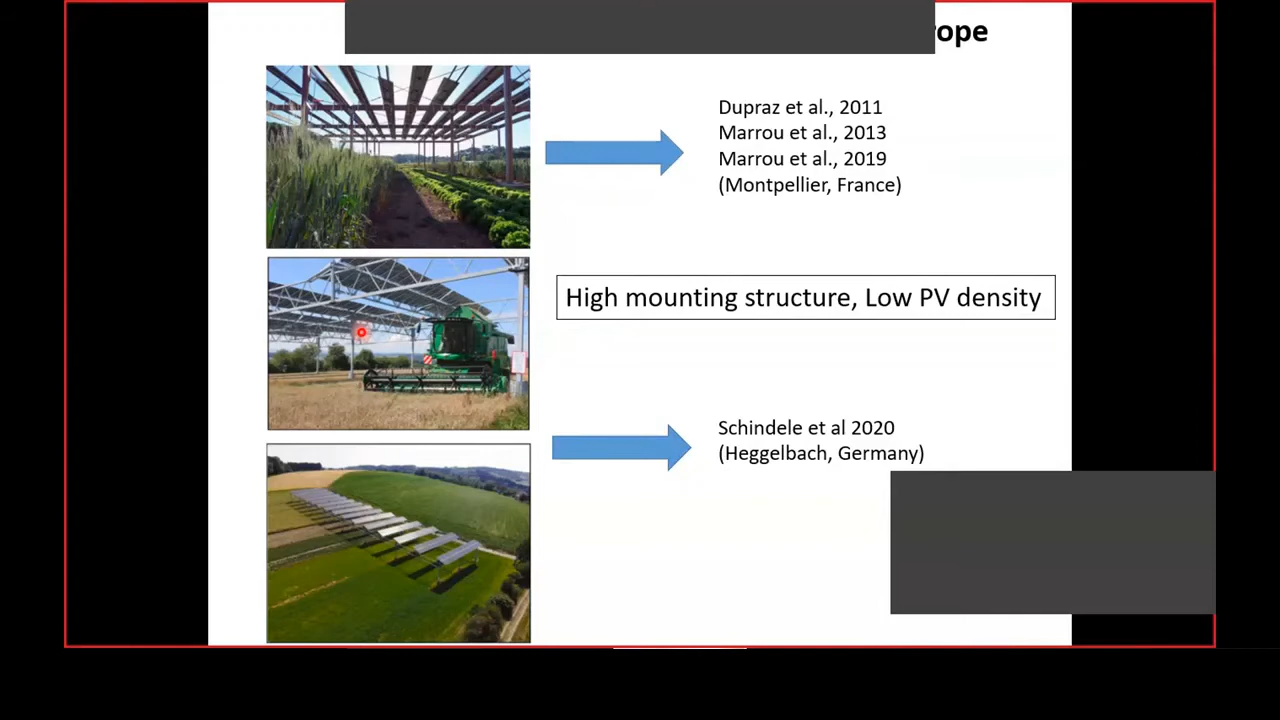 Dupraz et al., 2011
Marrou et al., 2013
Marrou et al., 2019
(Montpellier, France)
High mounting structure, Low PV density
Schindele et al 2020
(Heggelbach, Germany)